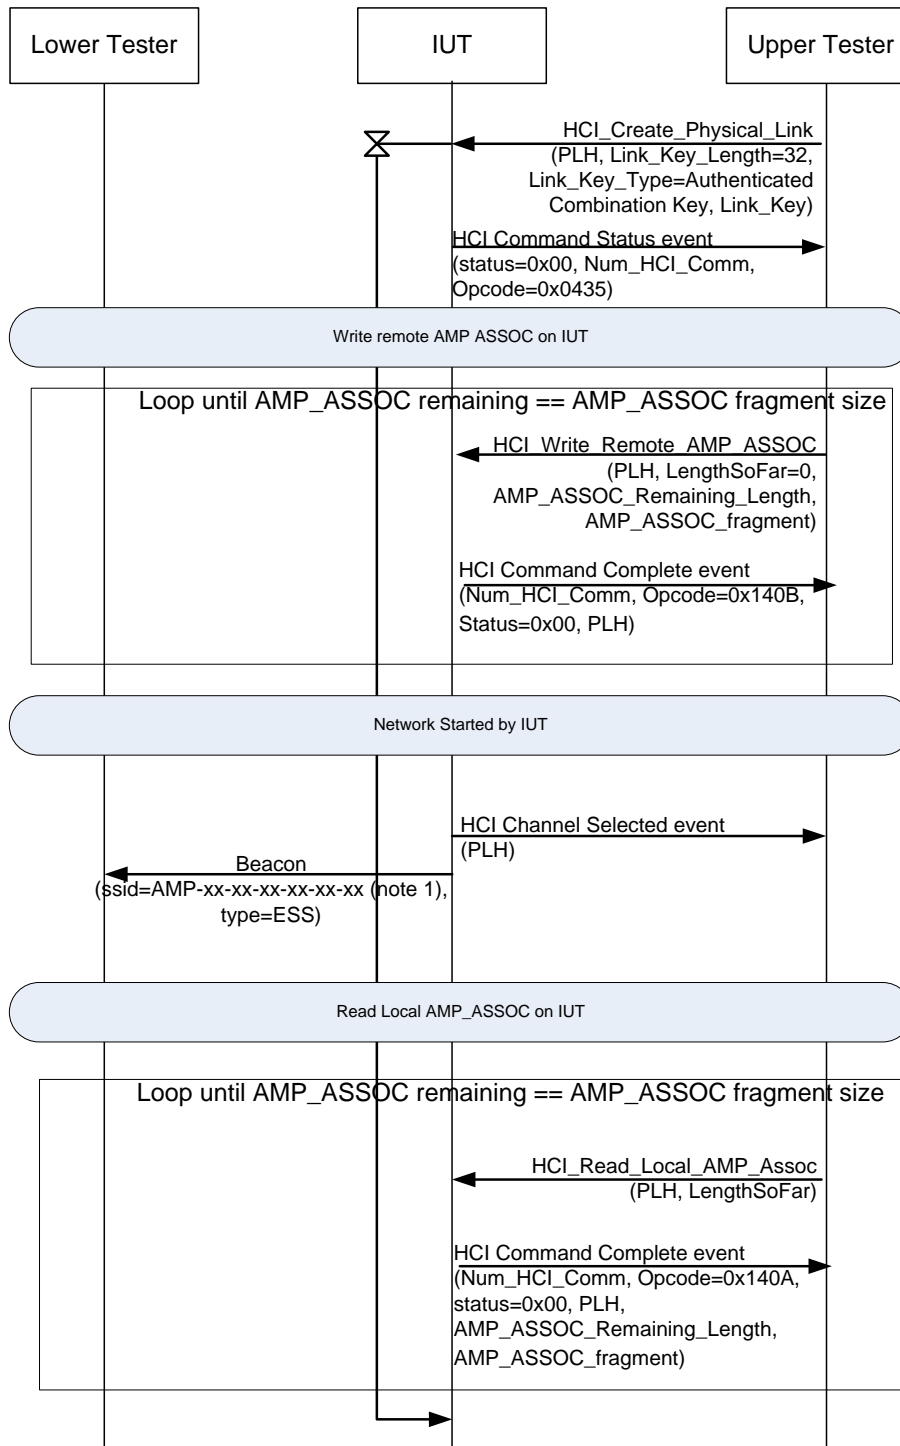 Lower Tester
IUT
Upper Tester
HCI_Create_Physical_Link
(PLH, Link_Key_Length=32,
Link_Key_Type=Authenticated
Combination Key, Link_Key)
HCI Command Status event
(status=0x00, Num_HCI_Comm,
Opcode=0x0435)
Write remote AMP ASSOC on IUT
Loop until AMP_ASSOC remaining == AMP_ASSOC fragment size
HCI_Write_Remote_AMP_ASSOC
(PLH, LengthSoFar=0,
AMP_ASSOC_Remaining_Length,
AMP_ASSOC_fragment)
HCI Command Complete event
(Num_HCI_Comm, Opcode=0x140B,
Status=0x00, PLH)
Network Started by IUT
HCI Channel Selected event
(PLH)
Beacon
(ssid=AMP-xx-xx-xx-xx-xx-xx (note 1),
type=ESS)
Read Local AMP_ASSOC on IUT
Loop until AMP_ASSOC remaining == AMP_ASSOC fragment size
HCI_Read_Local_AMP_Assoc
(PLH, LengthSoFar)
HCI Command Complete event
(Num_HCI_Comm, Opcode=0x140A,
status=0x00, PLH,
AMP_ASSOC_Remaining_Length,
AMP_ASSOC_fragment)